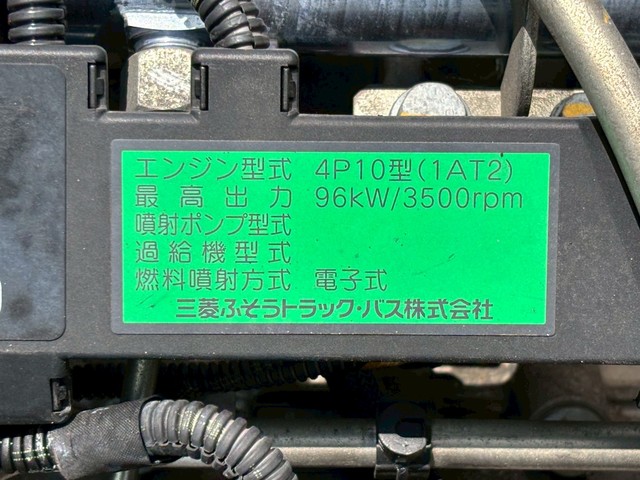 エンジン型式 4P10型(1AT2)
最高出力 96kW/3500rpm
噴射ポンプ型式
過給機型式
燃料噴射方式 電子式
三菱ふそうトラック・バス株式会社